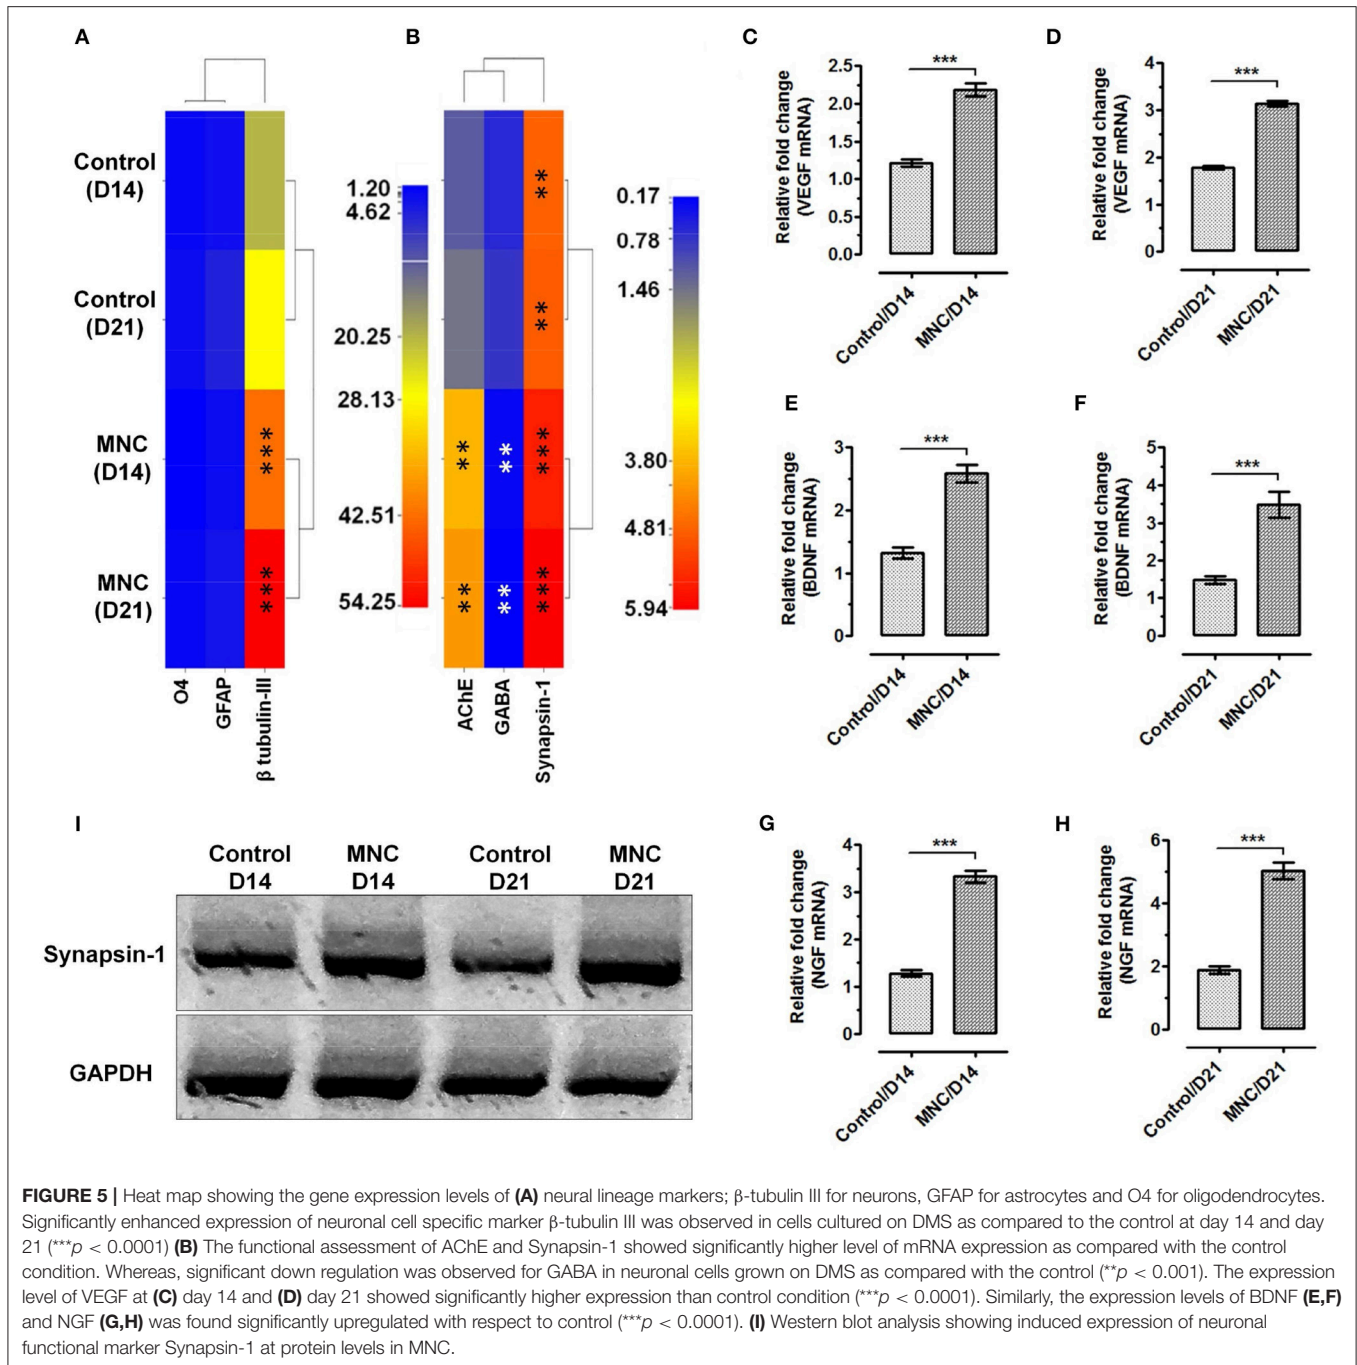 A
B
Control
(D14)
Control
(D21)
MNC
(D14)
MNC
(D21)
***
***
O4
GFAP
β tubulin-III
1.20
4.62
20.25
28.13
42.51
54.25
**
**
**
**
***
**
**
***
AChE
GABA
Synapsin-1
0.17
0.78
1.46
3.80
4.81
5.94
C
Relative fold change
(VEGF mRNA)
2.5
2.0
1.5
1.0
0.5
0.0
***
Control/D14
MNC/D14
D
Relative fold change
(VEGF mRNA)
4
3
2
1
0
***
Control/D21
MNC/D21
E
Relative fold change
(BDNF mRNA)
3
2
1
0
***
Control/D14
MNC/D14
F
Relative fold change
(BDNF mRNA)
5
4
3
2
1
0
***
Control/D21
MNC/D21
I
Control MNC Control MNC
D14 D14 D21 D21
Synapsin-1
GAPDH
G
Relative fold change
(NGF mRNA)
4
3
2
1
0
***
Control/D14
MNC/D14
H
Relative fold change
(NGF mRNA)
6
4
2
0
***
Control/D21
MNC/D21
FIGURE 5 | Heat map showing the gene expression levels of (A) neural lineage markers; β-tubulin III for neurons, GFAP for astrocytes and O4 for oligodendrocytes.
Significantly enhanced expression of neuronal cell specific marker β-tubulin III was observed in cells cultured on DMS as compared to the control at day 14 and day
21 (***p < 0.0001) (B) The functional assessment of AChE and Synapsin-1 showed significantly higher level of mRNA expression as compared with the control
condition. Whereas, significant down regulation was observed for GABA in neuronal cells grown on DMS as compared with the control (**p < 0.001). The expression
level of VEGF at (C) day 14 and (D) day 21 showed significantly higher expression than control condition (***p < 0.0001). Similarly, the expression levels of BDNF (E,F)
and NGF (G,H) was found significantly upregulated with respect to control (***p < 0.0001). (I) Western blot analysis showing induced expression of neuronal
functional marker Synapsin-1 at protein levels in MNC.